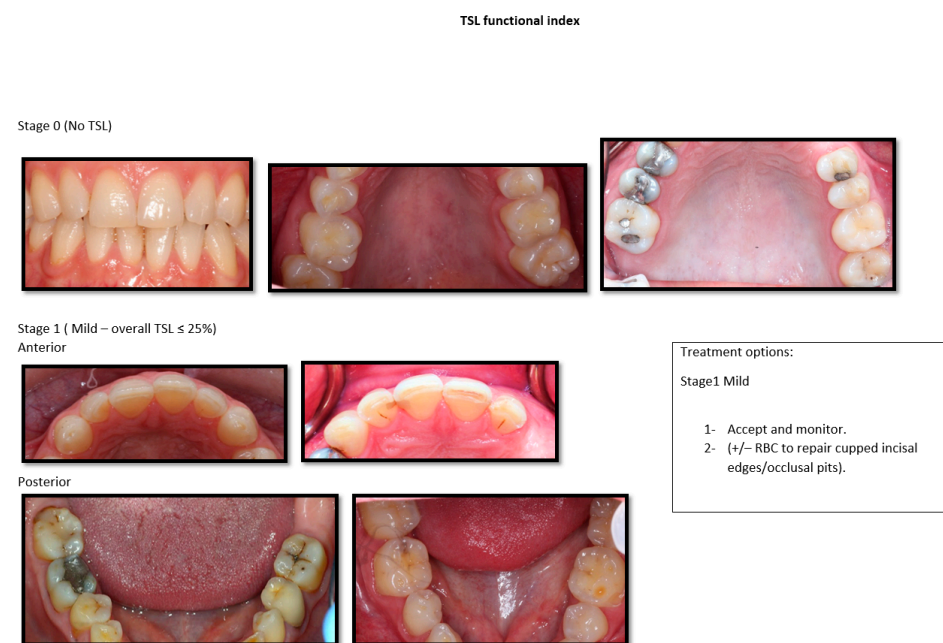 TSL functional index
Stage 0 (No TSL)
Stage 1 ( Mild – overall TSL ≤ 25%)
Anterior
Posterior
Treatment options:
Stage1 Mild
1- Accept and monitor.
2- (+/– RBC to repair cupped incisal
edges/occlusal pits).